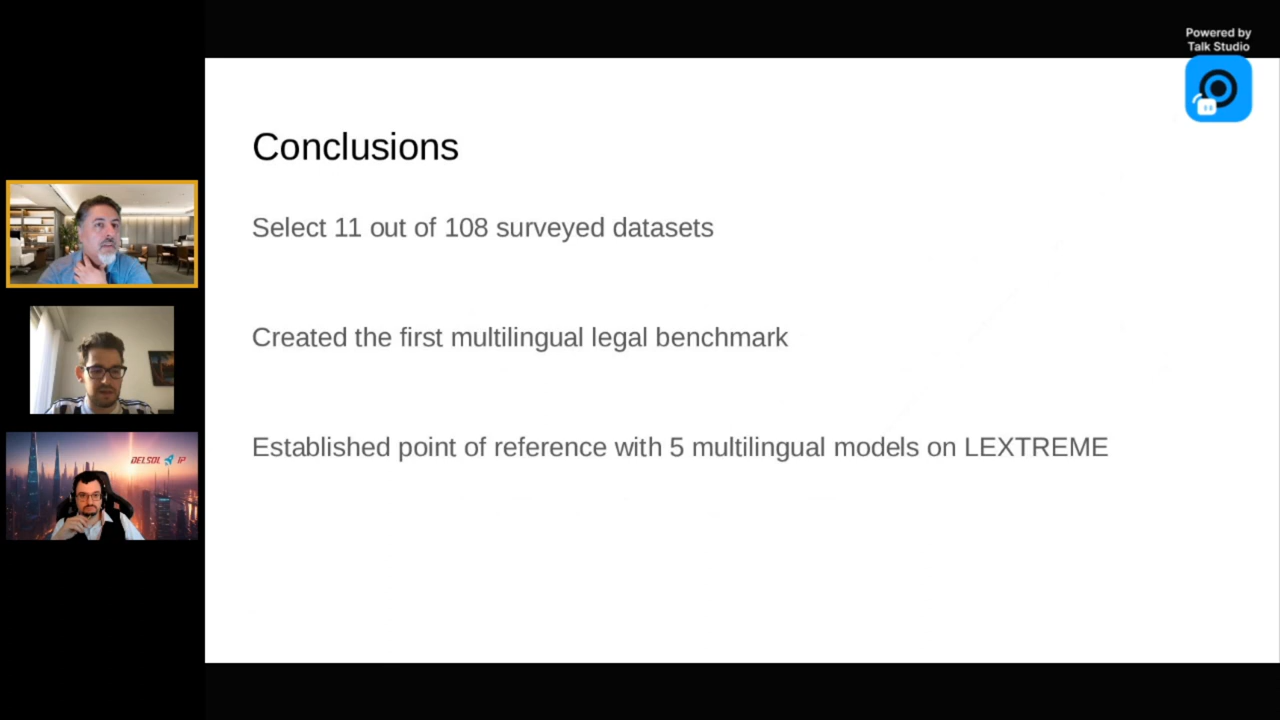 Powered by
Talk Studio
Conclusions
Select 11 out of 108 surveyed datasets
Created the first multilingual legal benchmark
Established point of reference with 5 multilingual models on LEXTREME
DELSOL IP